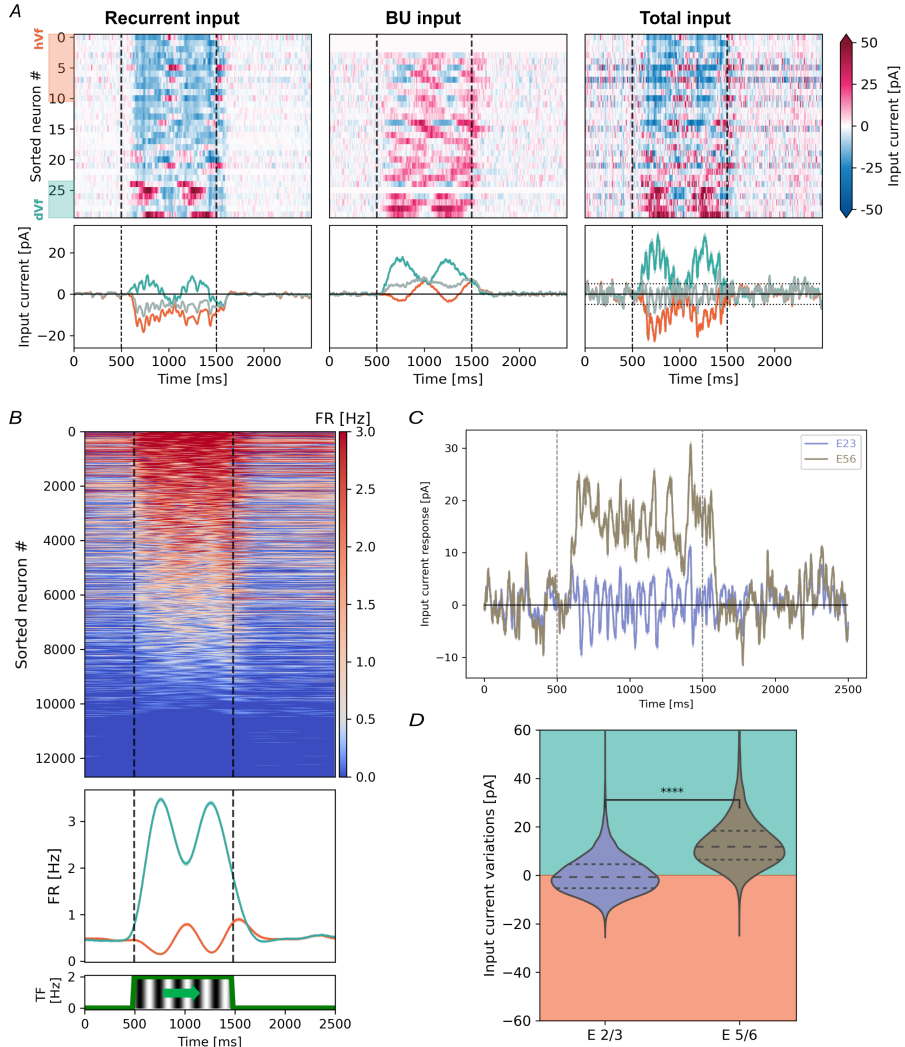 A
Recurrent input
BU input
Total input
hVf
dVf
Sorted neuron #
0
5
10
15
20
25
50
25
0
-25
-50
Input current [pA]
Input current [pA]
20
0
−20
0 500 1000 1500 2000
0 500 1000 1500 2000
0 500 1000 1500 2000
Time [ms]
Time [ms]
Time [ms]
B
FR [Hz]
Sorted neuron #
0
2000
4000
6000
8000
10000
12000
3.0
2.5
2.0
1.5
1.0
0.5
0.0
FR [Hz]
3
2
1
0
TF
[Hz]
2
0
0 500 1000 1500 2000 2500
Time [ms]
C
E23
E56
Input current response [pA]
30
20
10
0
−10
0 500 1000 1500 2000 2500
Time [ms]
D
Input current variations [pA]
60
40
20
0
−20
−40
−60
****
E 2/3 E 5/6